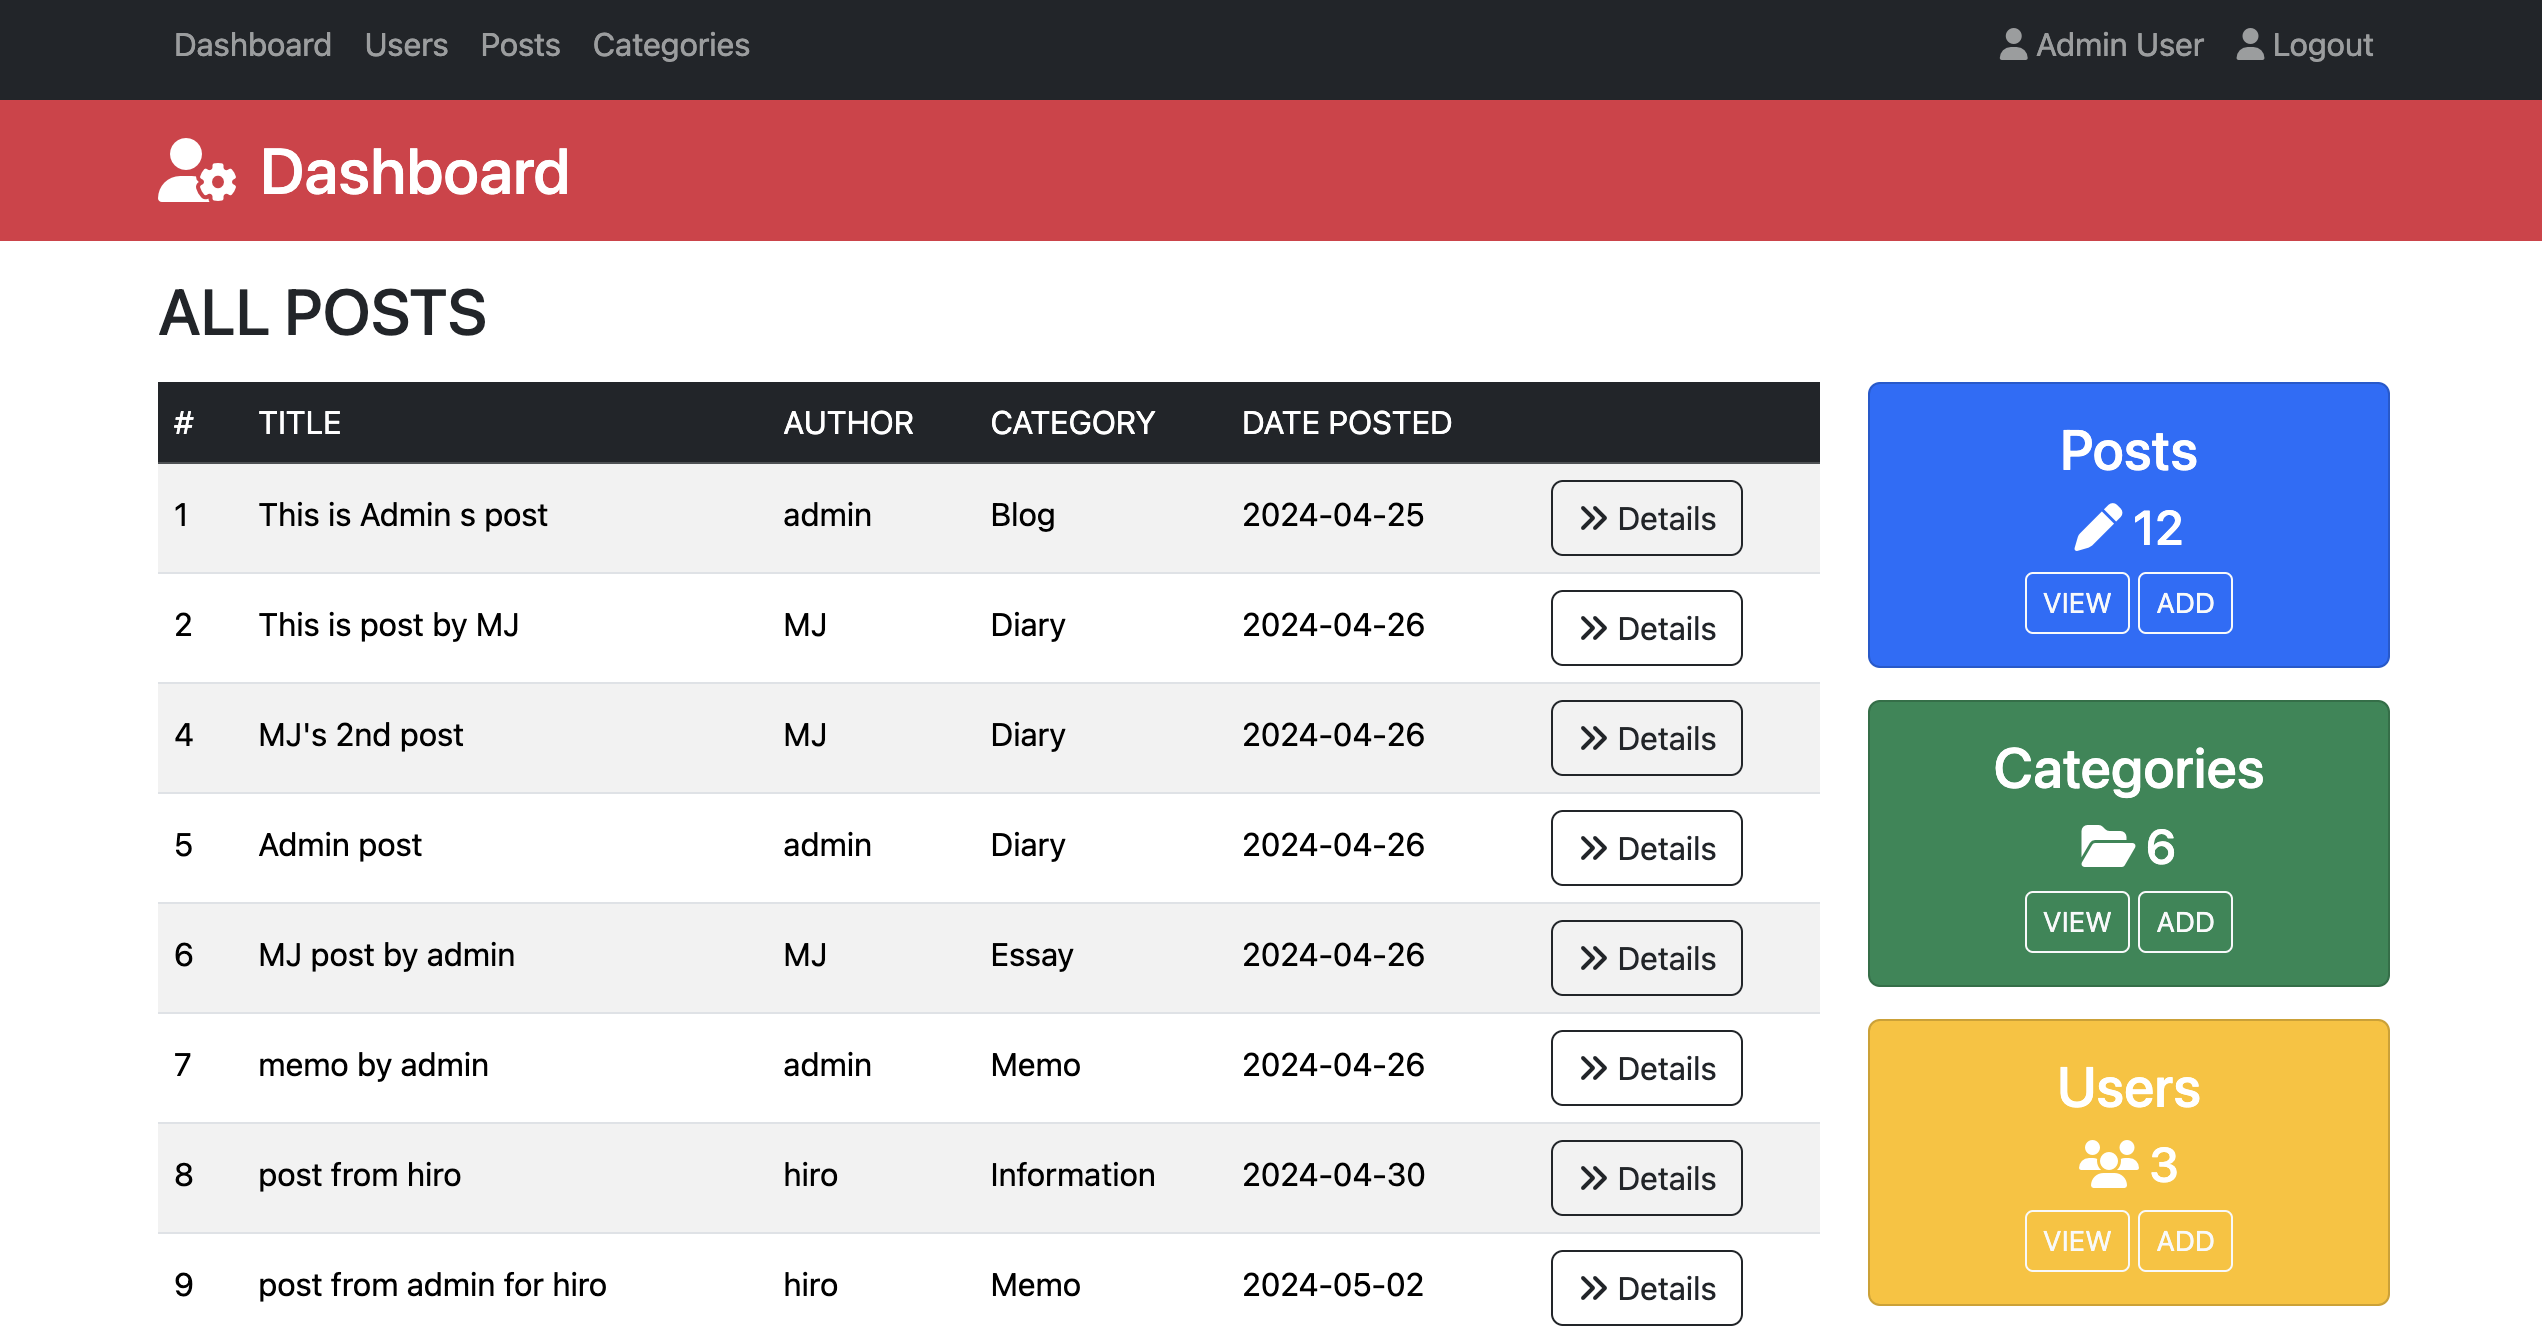 Dashboard Users Posts Categories Admin User Logout
Dashboard
ALL POSTS
# TITLE AUTHOR CATEGORY DATE POSTED
1 This is Admin s post admin Blog 2024-04-25 Details
2 This is post by MJ MJ Diary 2024-04-26 Details
4 MJ's 2nd post MJ Diary 2024-04-26 Details
5 Admin post admin Diary 2024-04-26 Details
6 MJ post by admin MJ Essay 2024-04-26 Details
7 memo by admin admin Memo 2024-04-26 Details
8 post from hiro hiro Information 2024-04-30 Details
9 post from admin for hiro hiro Memo 2024-05-02 Details
Posts
12
VIEW ADD
Categories
6
VIEW ADD
Users
3
VIEW ADD